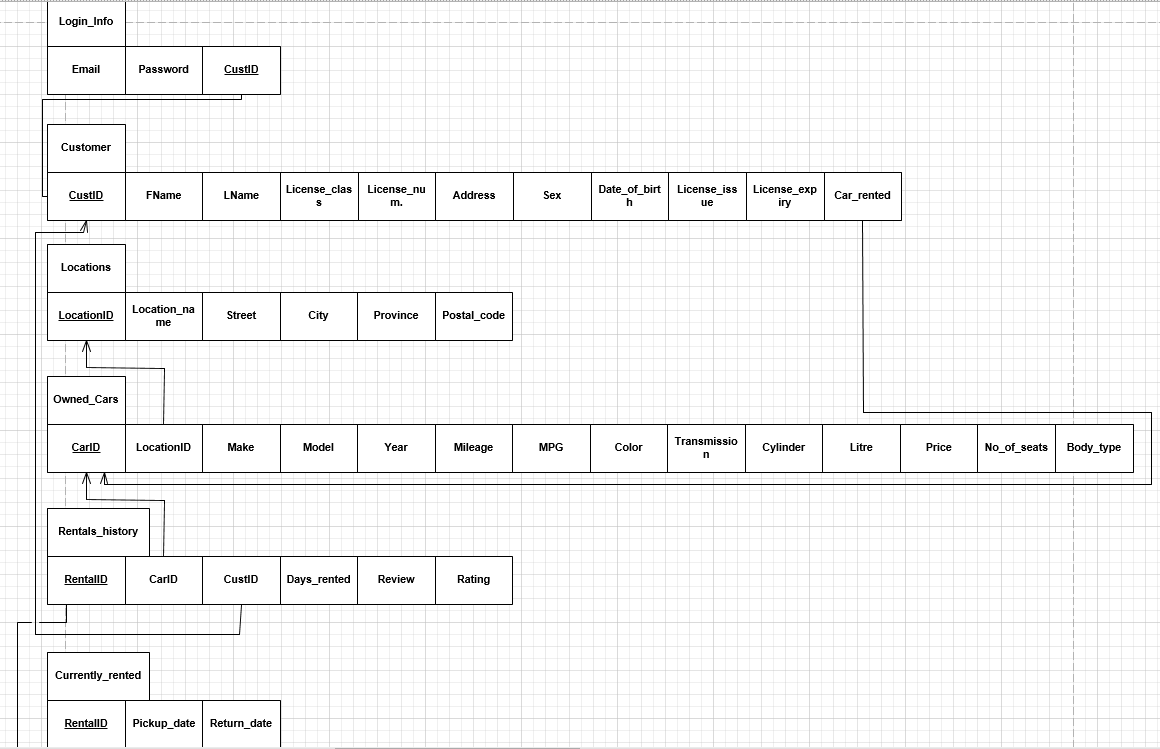 Login_Info
Email Password CustID
Customer
CustID FName LName License_clas
s License_nu
m. Address Sex Date_of_birt
h License_iss
ue License_exp
iry Car_rented
Locations
LocationID Location_na
me Street City Province Postal_code
Owned_Cars
CarID LocationID Make Model Year Mileage MPG Color Transmissio
n Cylinder Litre Price No_of_seats Body_type
Rentals_history
RentalID CarID CustID Days_rented Review Rating
Currently_rented
RentalID Pickup_date Return_date